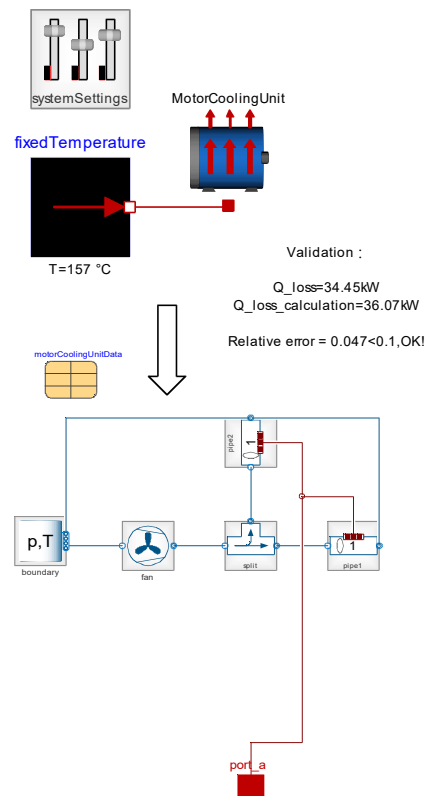 systemSettings
MotorCoolingUnit
fixedTemperature
T=157 °C
Validation：
Q_loss=34.45kW
Q_loss_calculation=36.07kW
Relative error = 0.047<0.1,OK!
motorCoolingUnitData
pipe2
1
p,T
boundary
fan
split
1
pipe1
port_a